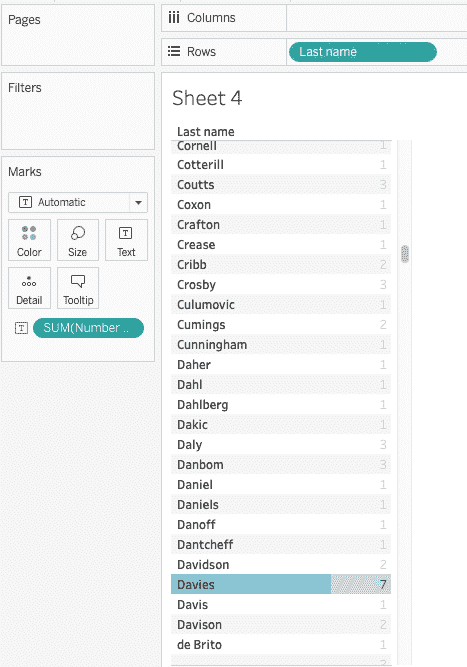 Pages
Columns
Rows
Last name
Filters
Marks
Automatic
Color
Size
Text
Detail
Tooltip
SUM(Number ..
Sheet 4
Last name
Cornell 1
Cotterill 1
Coutts 3
Coxon 1
Crafton 1
Crease 1
Cribb 2
Crosby 3
Culumovic 1
Cumings 2
Cunningham 1
Daher 1
Dahl 1
Dahlberg 1
Dakic 1
Daly 3
Danbom 3
Daniel 1
Daniels 1
Danoff 1
Dantcheff 1
Davidson 2
Davies 7
Davis 1
Davison 2
de Brito 1